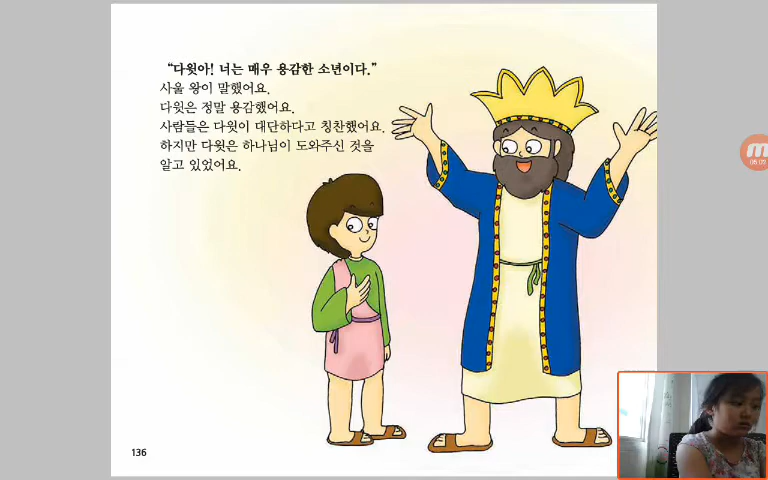 “다윗아! 너는 매우 용감한 소년이다.”
사울 왕이 말했어요.
다윗은 정말 용감했어요.
사람들은 다윗이 대단하다고 칭찬했어요.
하지만 다윗은 하나님이 도와주신 것을
알고 있었어요.
136